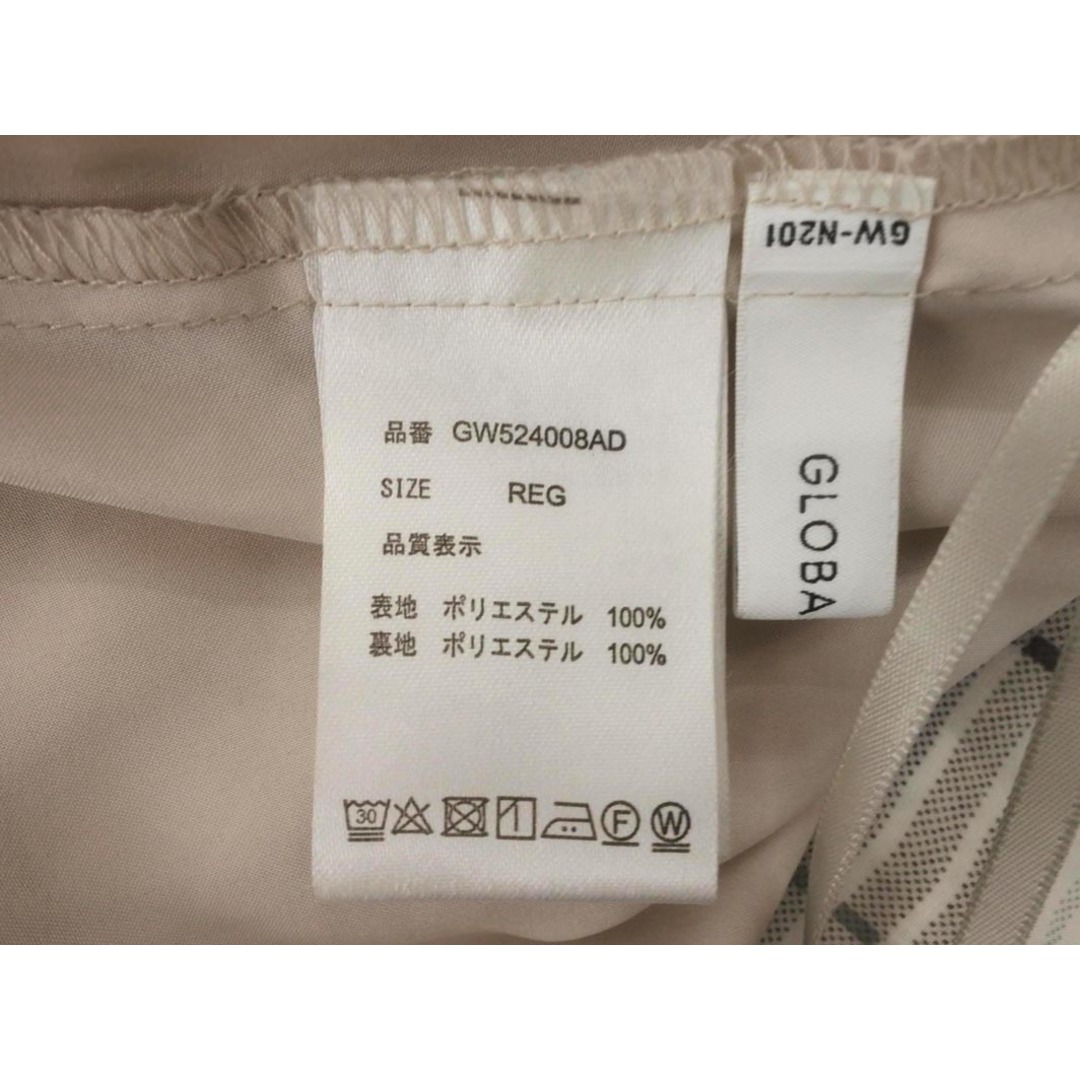 品番 GW524008AD
SIZE REG
品質表示
表地 ポリエステル 100%
裏地 ポリエステル 100%
30
F
W
GW-N201
GLOBA